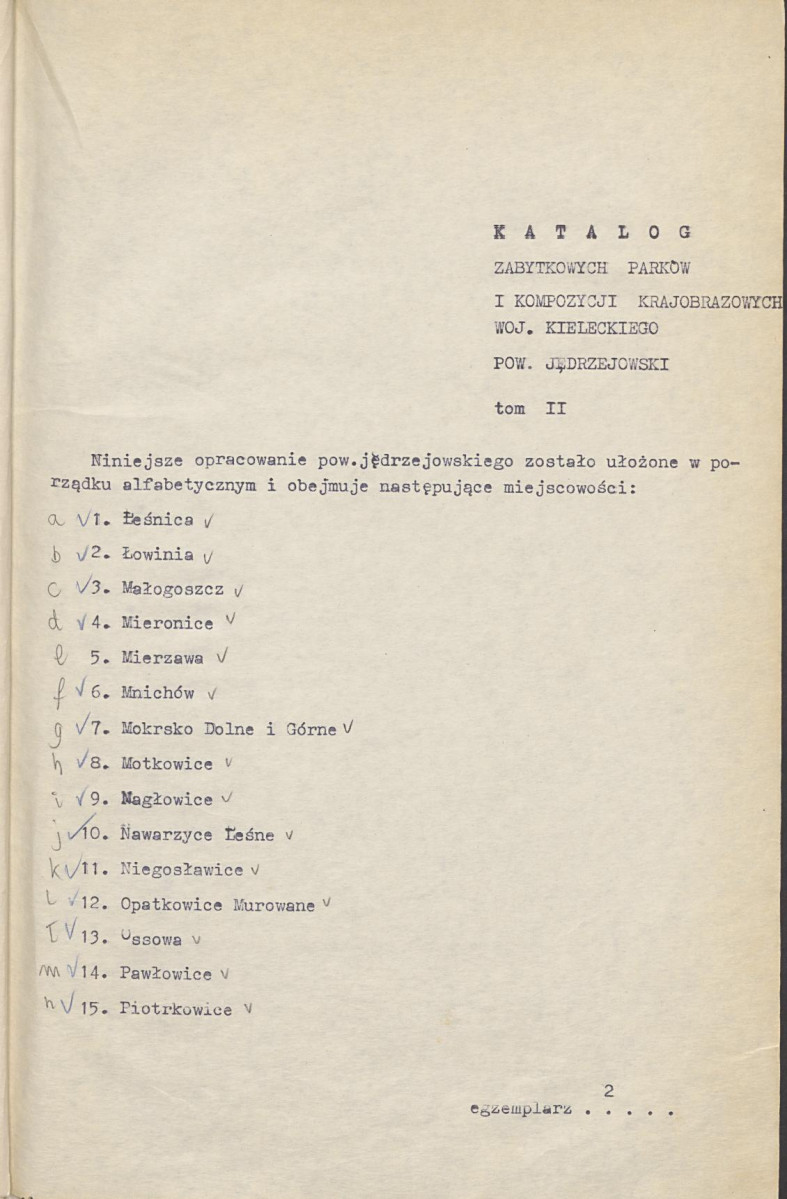 K A T A L O G
ZABYTKOWYCH PARKÓW
I KOMPOZYCJI KRAJOBRAZOWYCH
WOJ. KIELECKIEGO
POW. JĘDRZEJOWSKI
tom II
Niniejsze opracowanie pow.jędrzejowskiego zostało ułożone w po-
rządku alfabetycznym i obejmuje następujące miejscowości:
a √ 1. Łeśnica √
b √ 2. Łowinia √
c √ 3. Małogoszcz √
d √ 4. Mieronice √
e 5. Mierzawa √
f √ 6. Mnichów √
g √ 7. Mokrsko Dolne i Górne √
h √ 8. Motkowice √
i √ 9. Nagłowice √
j √ 10. Nawarzyce Łeśne √
k √ 11. Niegosławice √
l √ 12. Opatkowice Murowane √
ł √ 13. Ossowa √
m √ 14. Pawłowice √
n √ 15. Piotrkowice √
2
egzemplarz . . . . .